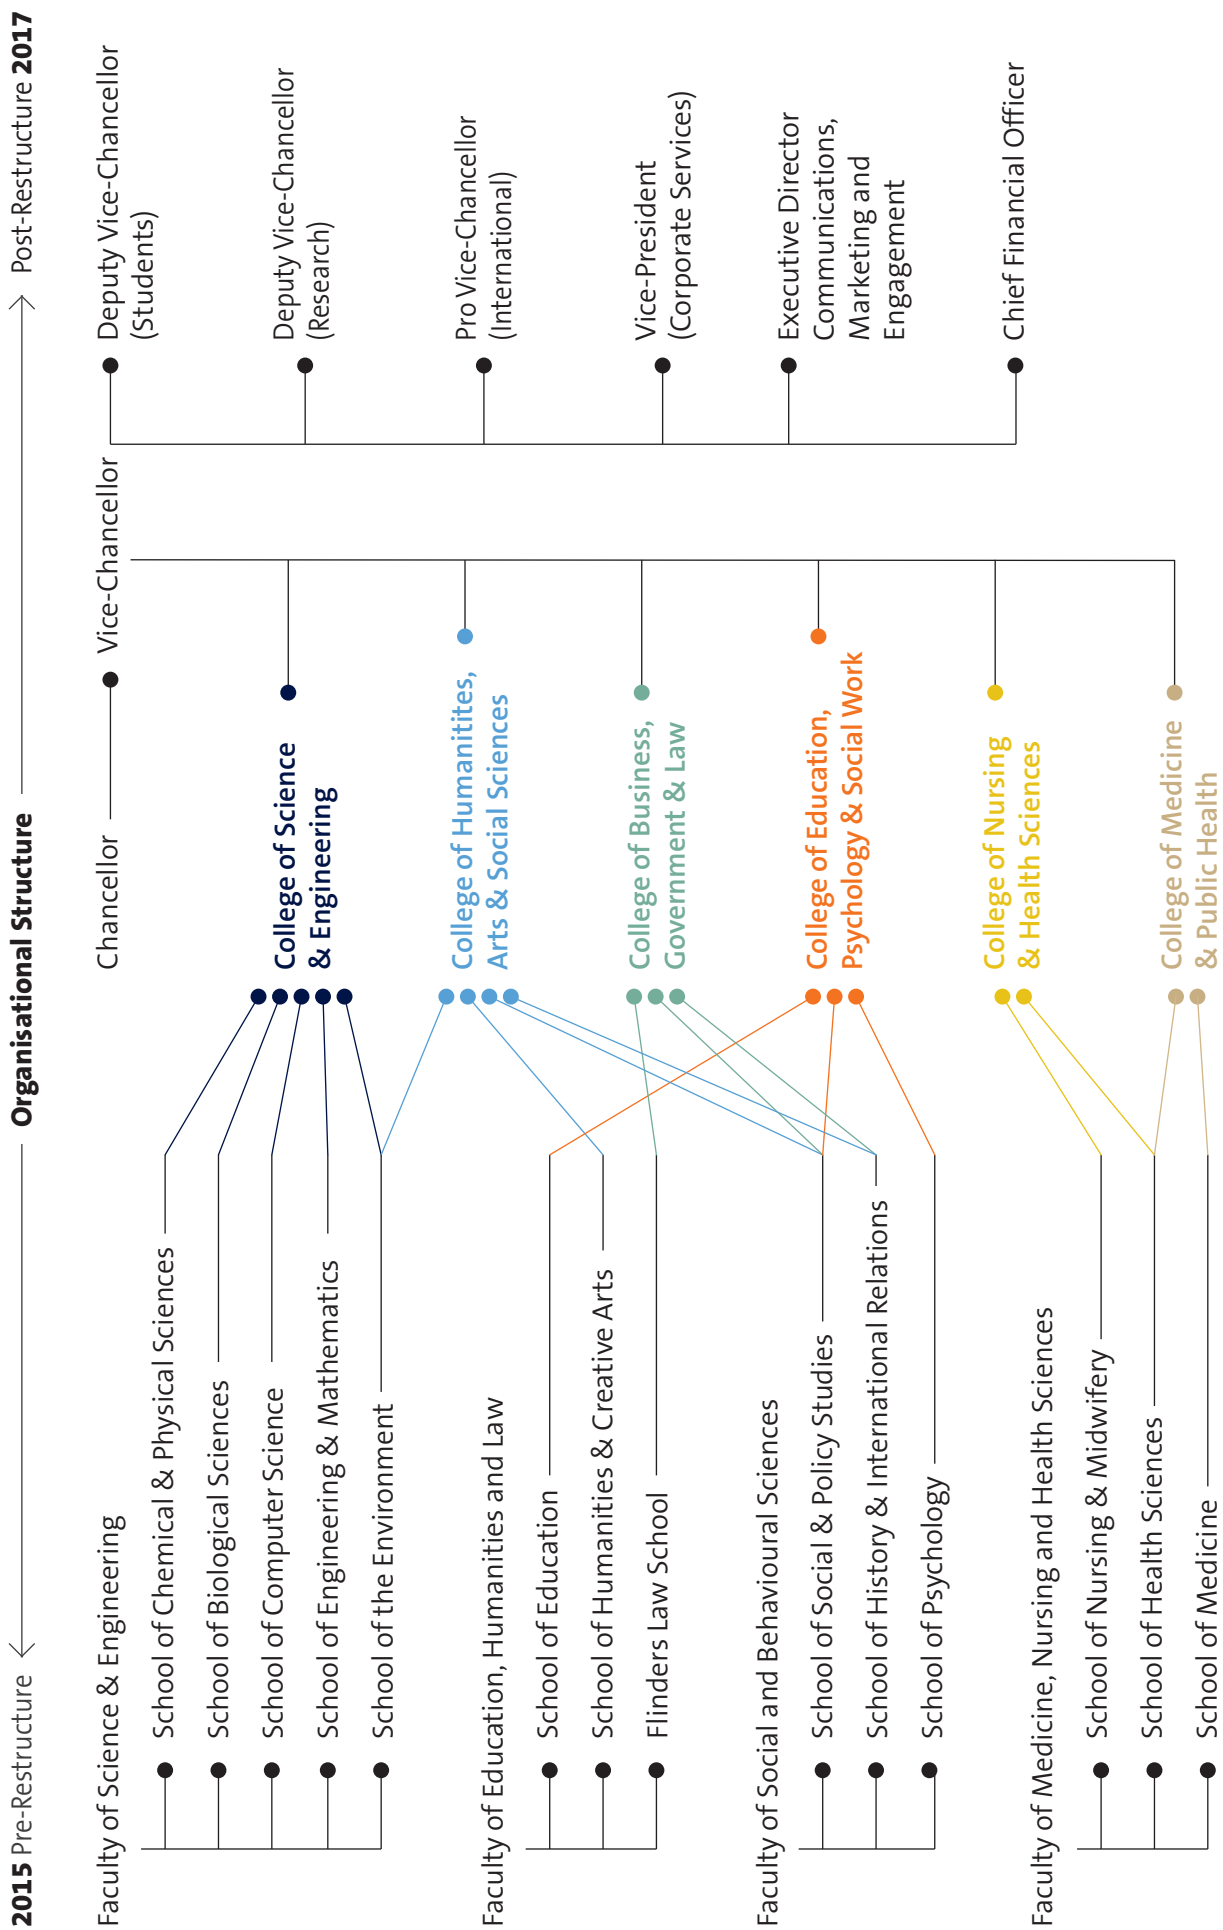 2015 Pre-Restructure
Organisational Structure
Post-Restructure 2017
Faculty of Science & Engineering
School of Chemical & Physical Sciences
School of Biological Sciences
School of Computer Science
School of Engineering & Mathematics
School of the Environment
Faculty of Education, Humanities and Law
School of Education
School of Humanities & Creative Arts
Flinders Law School
Faculty of Social and Behavioural Sciences
School of Social & Policy Studies
School of History & International Relations
School of Psychology
Faculty of Medicine, Nursing and Health Sciences
School of Nursing & Midwifery
School of Health Sciences
School of Medicine
Chancellor
Vice-Chancellor
College of Science
& Engineering
College of Humanitites,
Arts & Social Sciences
College of Business,
Government & Law
College of Education,
Psychology & Social Work
College of Nursing
& Health Sciences
College of Medicine
& Public Health
Deputy Vice-Chancellor
(Students)
Deputy Vice-Chancellor
(Research)
Pro Vice-Chancellor
(International)
Vice-President
(Corporate Services)
Executive Director
Communications,
Marketing and
Engagement
Chief Financial Officer